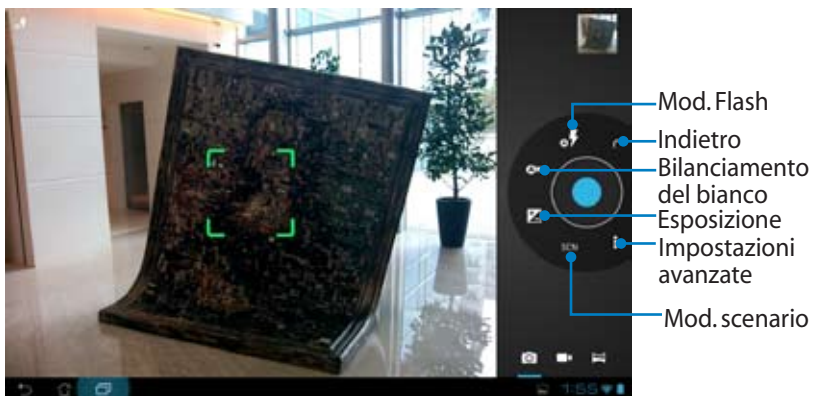 Mod. Flash
Indietro
Bilanciamento
del bianco
Esposizione
Impostazioni
avanzate
SCN
Mod. scenario
1:55